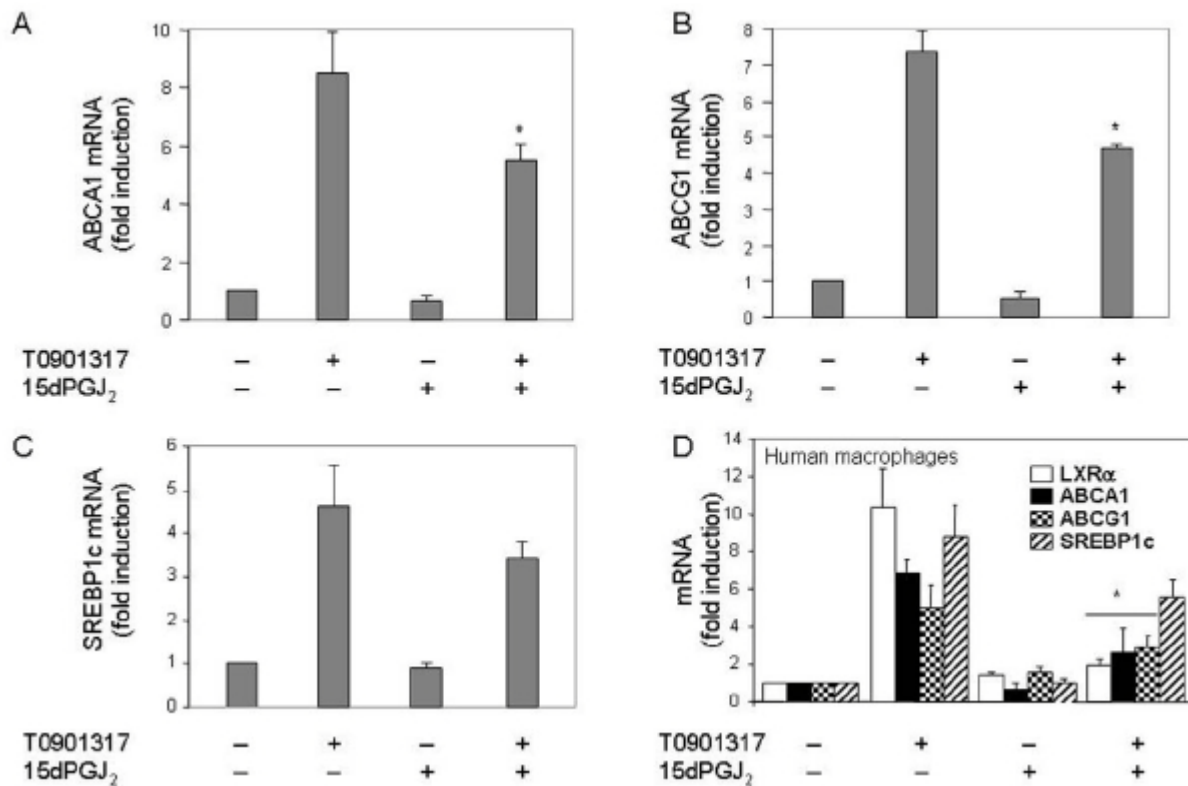 A
ABCA1 mRNA
(fold induction)
10
8
6
4
2
0
*
T0901317 – + – +
15dPGJ₂ – – + +
B
ABCG1 mRNA
(fold induction)
8
7
6
5
4
3
2
1
0
*
T0901317 – + – +
15dPGJ₂ – – + +
C
SREBP1c mRNA
(fold induction)
6
5
4
3
2
1
0
T0901317 – + – +
15dPGJ₂ – – + +
D
Human macrophages
mRNA
(fold induction)
14
12
10
8
6
4
2
0
LXRα
ABCA1
ABCG1
SREBP1c
*
T0901317 – + – +
15dPGJ₂ – – + +